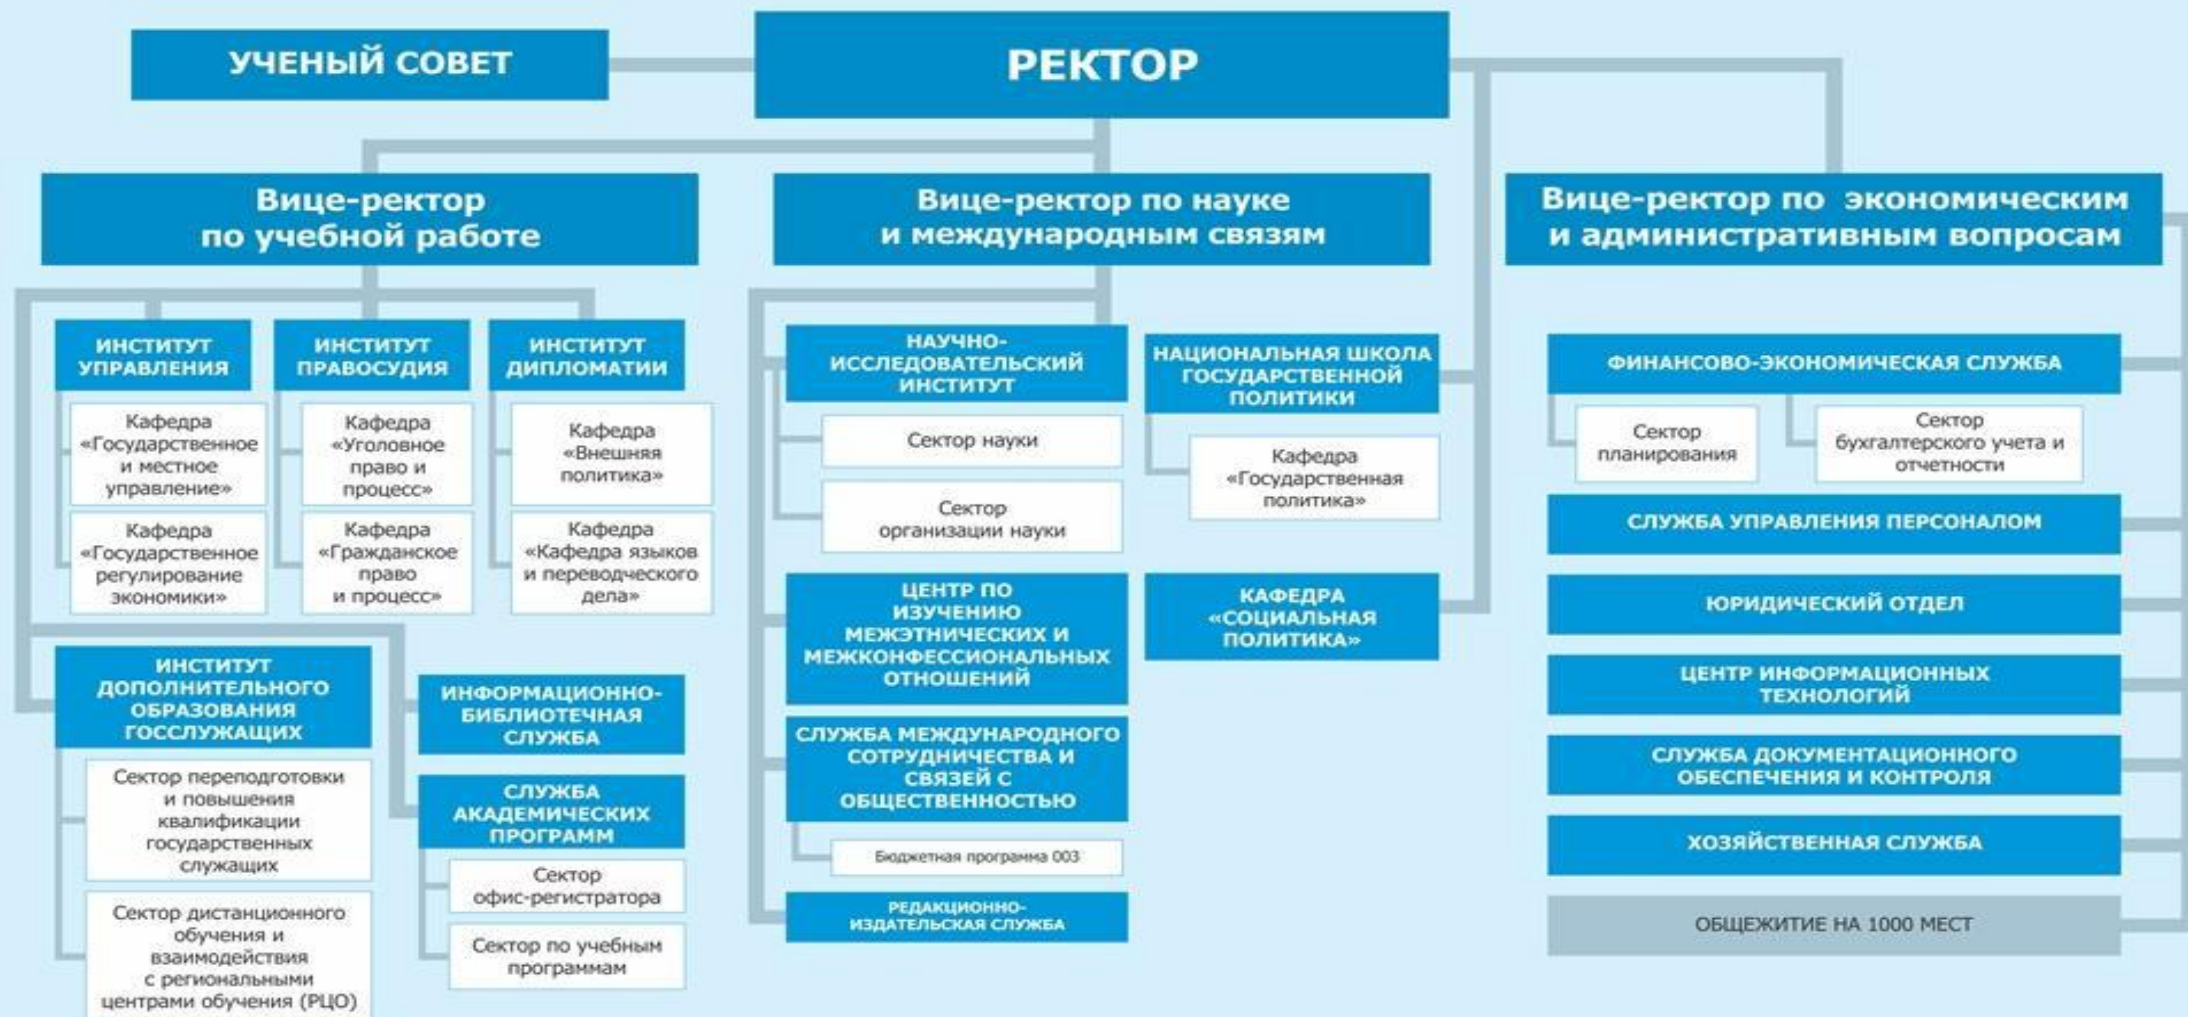 УЧЕНЫЙ СОВЕТ
РЕКТОР
Вице-ректор
по учебной работе
Вице-ректор по науке
и международным связям
Вице-ректор по экономическим
и административным вопросам
ИНСТИТУТ
УПРАВЛЕНИЯ
Кафедра
«Государственное
и местное
управление»
Кафедра
«Государственное
регулирование
экономики»
ИНСТИТУТ
ПРАВОСУДИЯ
Кафедра
«Уголовное
право и
процесс»
Кафедра
«Гражданское
право
и процесс»
ИНСТИТУТ
ДИПЛОМАТИИ
Кафедра
«Внешняя
политика»
Кафедра
«Кафедра языков
и переводческого
дела»
ИНСТИТУТ
ДОПОЛНИТЕЛЬНОГО
ОБРАЗОВАНИЯ
ГОССЛУЖАЩИХ
Сектор переподготовки
и повышения
квалификации
государственных
служащих
Сектор дистанционного
обучения и
взаимодействия
с региональными
центрами обучения (РЦО)
ИНФОРМАЦИОННО-
БИБЛИОТЕЧНАЯ
СЛУЖБА
СЛУЖБА
АКАДЕМИЧЕСКИХ
ПРОГРАММ
Сектор
офис-регистратора
Сектор по учебным
программам
НАУЧНО-
ИССЛЕДОВАТЕЛЬСКИЙ
ИНСТИТУТ
Сектор науки
Сектор
организации науки
ЦЕНТР ПО
ИЗУЧЕНИЮ
МЕЖЭТНИЧЕСКИХ И
МЕЖКОНФЕССИОНАЛЬНЫХ
ОТНОШЕНИЙ
СЛУЖБА МЕЖДУНАРОДНОГО
СОТРУДНИЧЕСТВА И
СВЯЗЕЙ С
ОБЩЕСТВЕННОСТЬЮ
Бюджетная программа 003
РЕДАКЦИОННО-
ИЗДАТЕЛЬСКАЯ СЛУЖБА
НАЦИОНАЛЬНАЯ ШКОЛА
ГОСУДАРСТВЕННОЙ
ПОЛИТИКИ
Кафедра
«Государственная
политика»
КАФЕДРА
«СОЦИАЛЬНАЯ
ПОЛИТИКА»
ФИНАНСОВО-ЭКОНОМИЧЕСКАЯ СЛУЖБА
Сектор
планирования
Сектор
бухгалтерского учета и
отчетности
СЛУЖБА УПРАВЛЕНИЯ ПЕРСОНАЛОМ
ЮРИДИЧЕСКИЙ ОТДЕЛ
ЦЕНТР ИНФОРМАЦИОННЫХ
ТЕХНОЛОГИЙ
СЛУЖБА ДОКУМЕНТАЦИОННОГО
ОБЕСПЕЧЕНИЯ И КОНТРОЛЯ
ХОЗЯЙСТВЕННАЯ СЛУЖБА
ОБЩЕЖИТИЕ НА 1000 МЕСТ